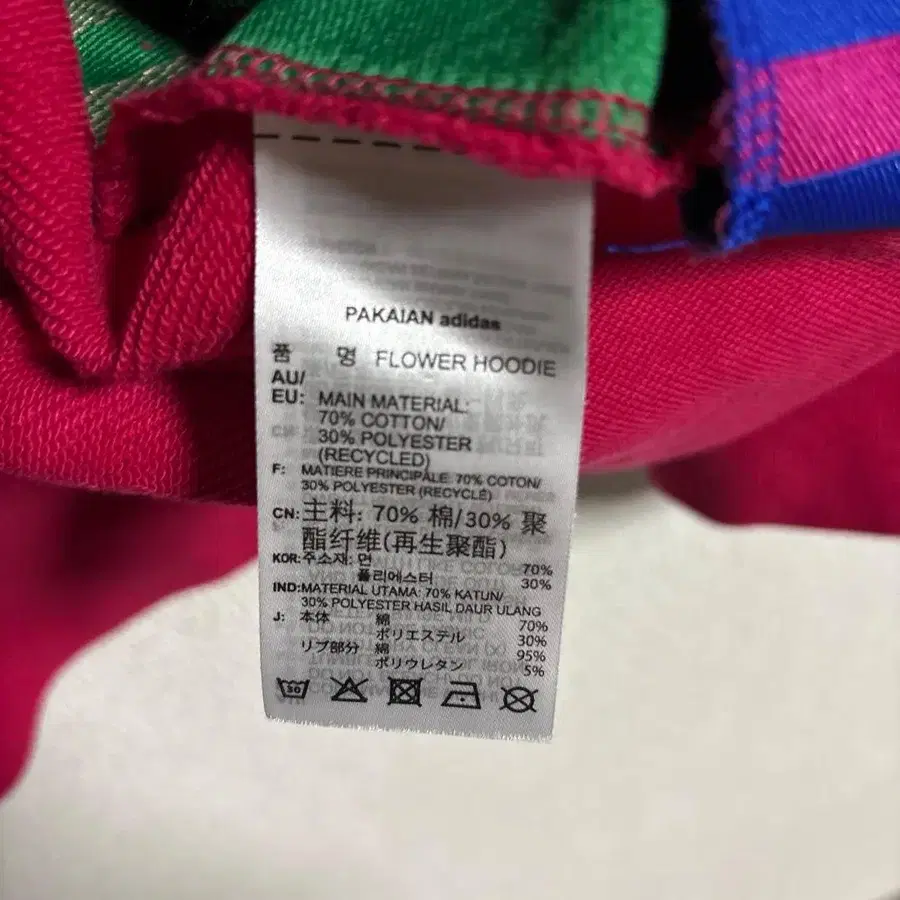 PAKAIAN adidas
품 명 FLOWER HOODIE
AU/
EU: MAIN MATERIAL:
70% COTTON/
30% POLYESTER
(RECYCLED)
F: MATIERE PRINCIPALE: 70% COTON/
30% POLYESTER (RECYCLÉ)
CN: 主料: 70% 棉/30% 聚
酯纤维(再生聚酯)
KOR: 주소재: 면 70%
폴리에스터 30%
IND: MATERIAL UTAMA: 70% KATUN/
30% POLYESTER HASIL DAUR ULANG
J: 本体 綿 70%
ポリエステル 30%
リブ部分 綿 95%
ポリウレタン 5%
30